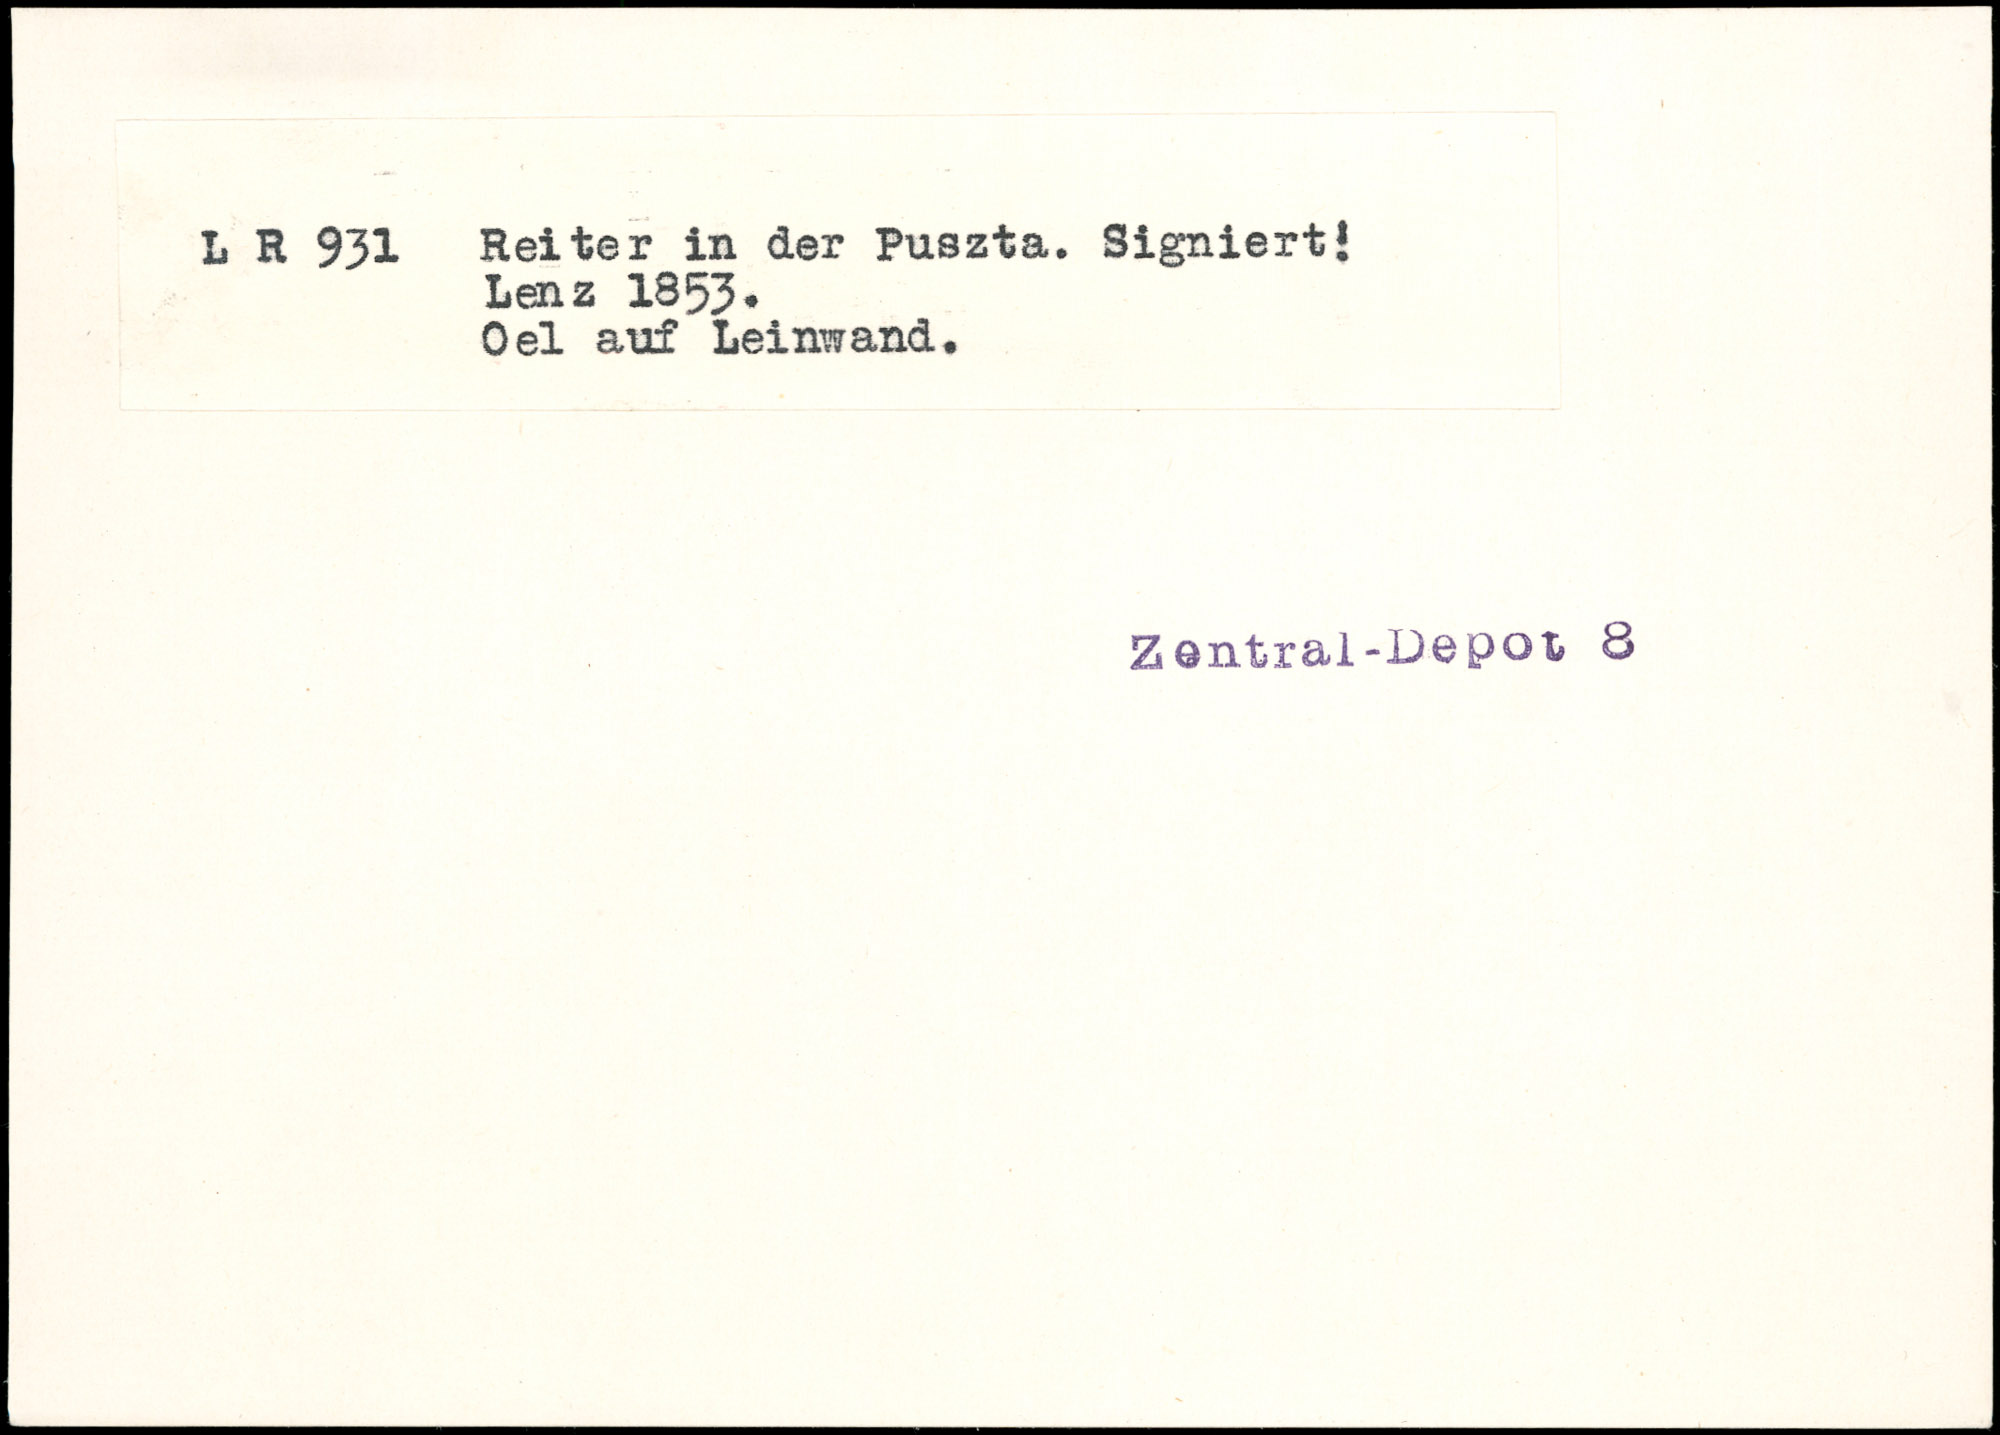 L R 931 Reiter in der Puszta. Signiert!
Lenz 1853.
Oel auf Leinwand.
Zentral-Depot 8